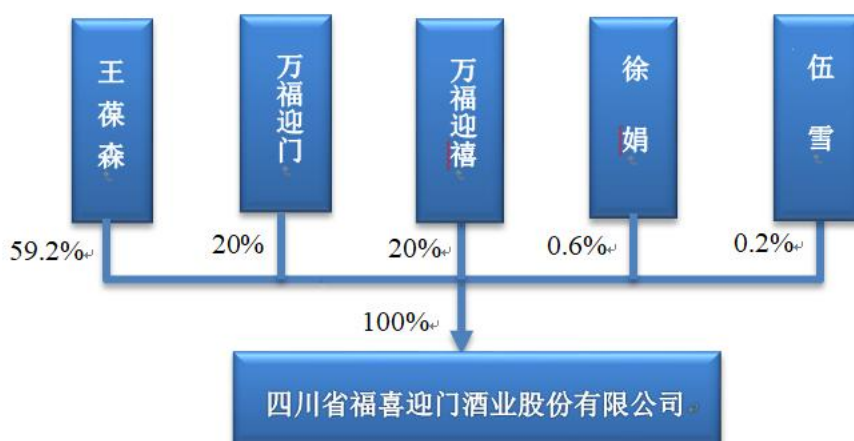 王葆森
万福迎门
万福迎禧
徐娟
伍雪
59.2%
20%
20%
0.6%
0.2%
100%
四川省福喜迎门酒业股份有限公司